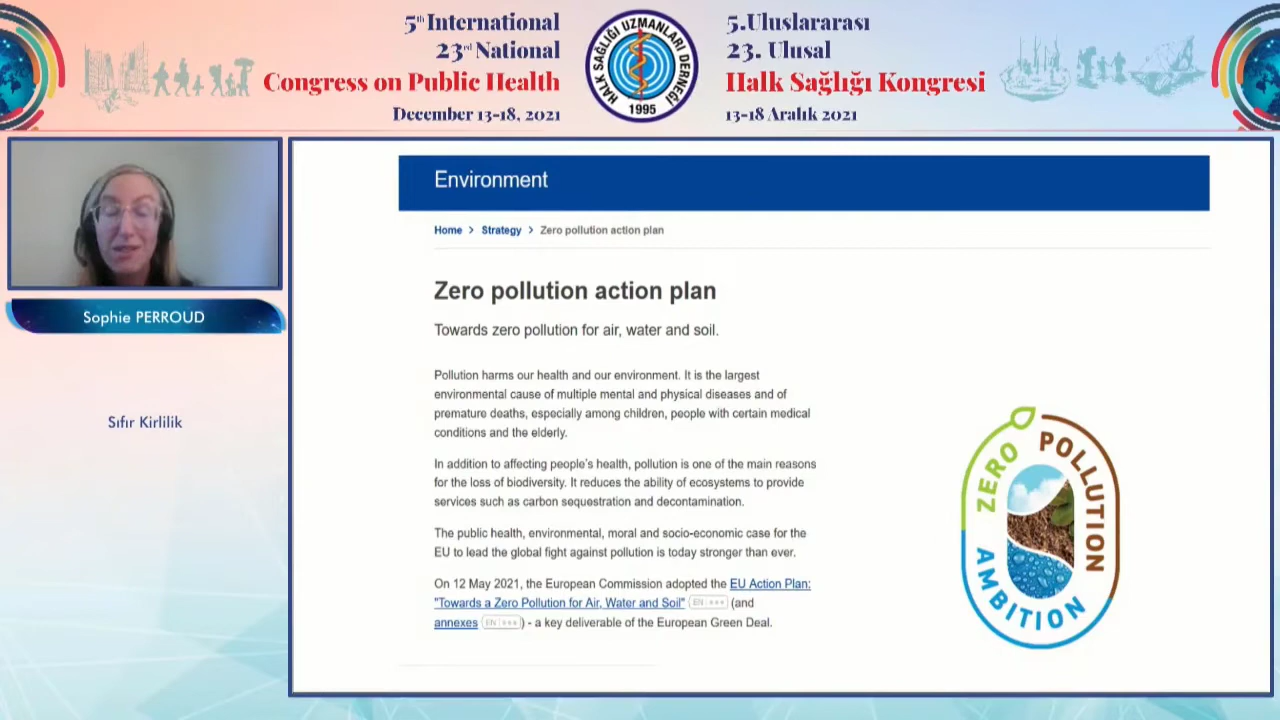 5th International
23rd National
Congress on Public Health
December 13-18, 2021
HALK SAĞLIĞI UZMANLARI DERNEĞİ
1995
5.Uluslararası
23. Ulusal
Halk Sağlığı Kongresi
13-18 Aralık 2021
Sophie PERROUD
Sıfır Kirlilik
Environment
Home > Strategy > Zero pollution action plan
Zero pollution action plan
Towards zero pollution for air, water and soil.
Pollution harms our health and our environment. It is the largest
environmental cause of multiple mental and physical diseases and of
premature deaths, especially among children, people with certain medical
conditions and the elderly.
In addition to affecting people's health, pollution is one of the main reasons
for the loss of biodiversity. It reduces the ability of ecosystems to provide
services such as carbon sequestration and decontamination.
The public health, environmental, moral and socio-economic case for the
EU to lead the global fight against pollution is today stronger than ever.
On 12 May 2021, the European Commission adopted the EU Action Plan:
"Towards a Zero Pollution for Air, Water and Soil" EN ••• (and
annexes EN ••• ) - a key deliverable of the European Green Deal.
ZERO POLLUTION
AMBITION